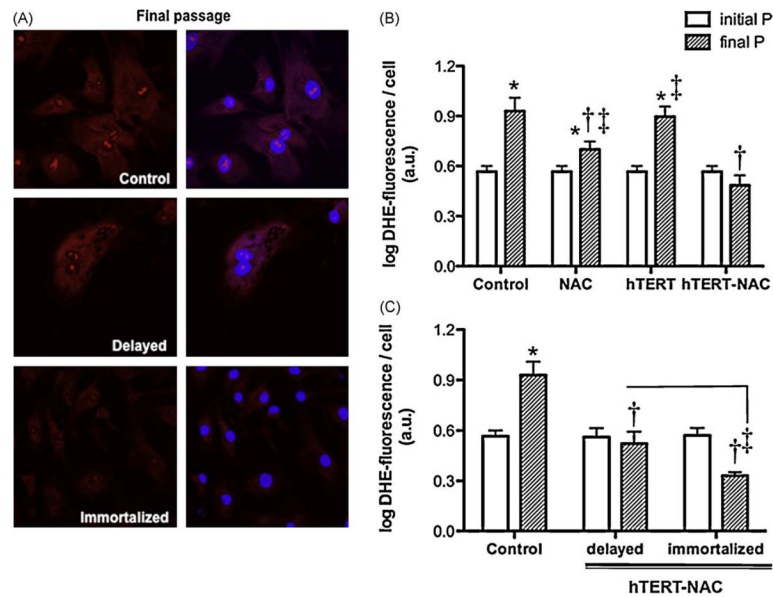 (A)
Final passage
Control
Delayed
Immortalized
(B)
initial P
final P
log DHE-fluorescence / cell
(a.u.)
1.2
0.9
0.6
0.3
0.0
* * † ‡ * ‡ †
Control NAC hTERT hTERT-NAC
(C)
log DHE-fluorescence / cell
(a.u.)
1.2
0.9
0.6
0.3
0.0
* † † ‡
Control delayed immortalized
hTERT-NAC